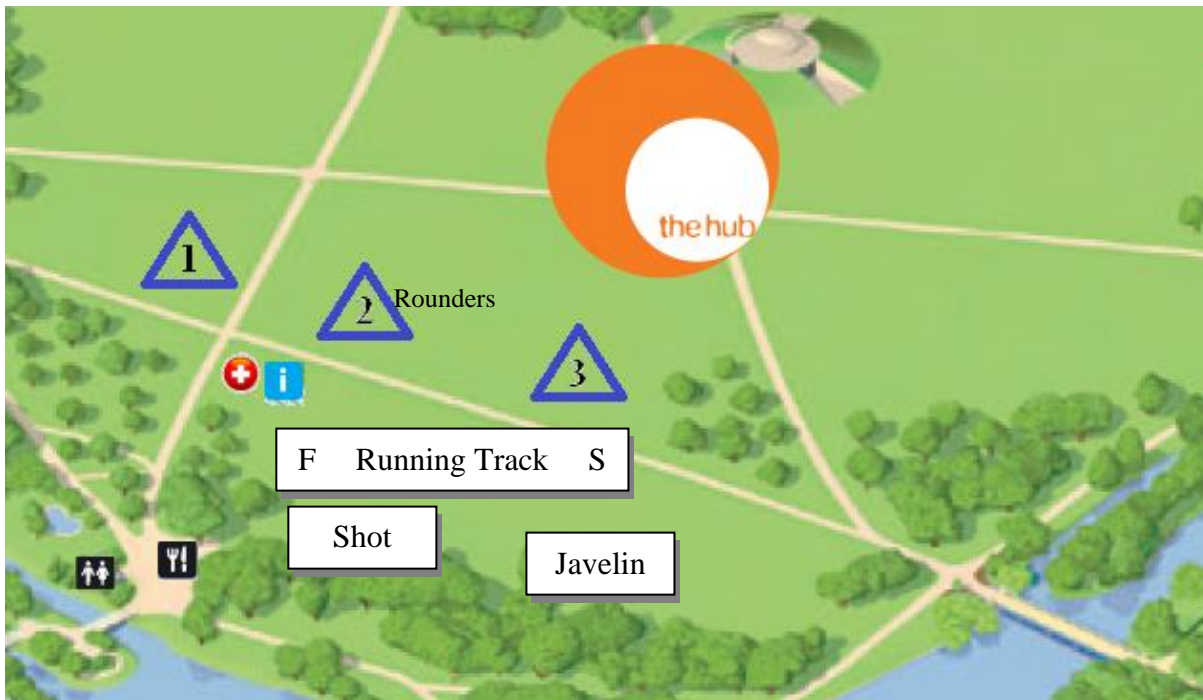 the hub
1
2 Rounders
3
i
F Running Track S
Shot
Javelin